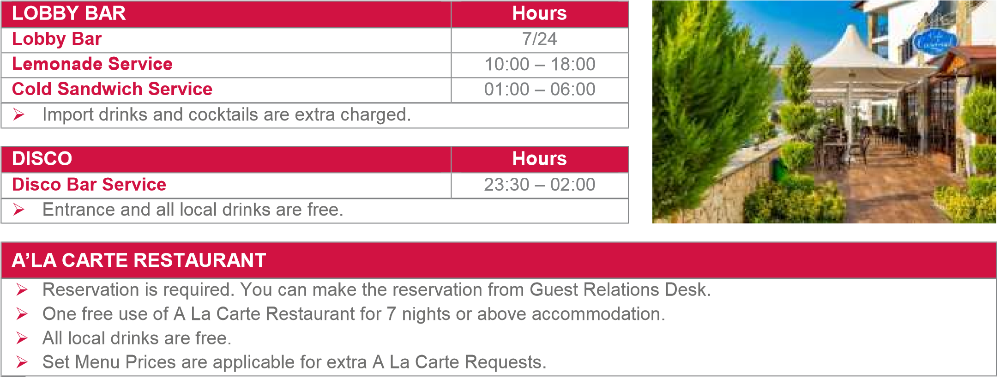 LOBBY BAR Hours
Lobby Bar 7/24
Lemonade Service 10:00 – 18:00
Cold Sandwich Service 01:00 – 06:00
Import drinks and cocktails are extra charged.
DISCO Hours
Disco Bar Service 23:30 – 02:00
Entrance and all local drinks are free.
A’LA CARTE RESTAURANT
Reservation is required. You can make the reservation from Guest Relations Desk.
One free use of A La Carte Restaurant for 7 nights or above accommodation.
All local drinks are free.
Set Menu Prices are applicable for extra A La Carte Requests.